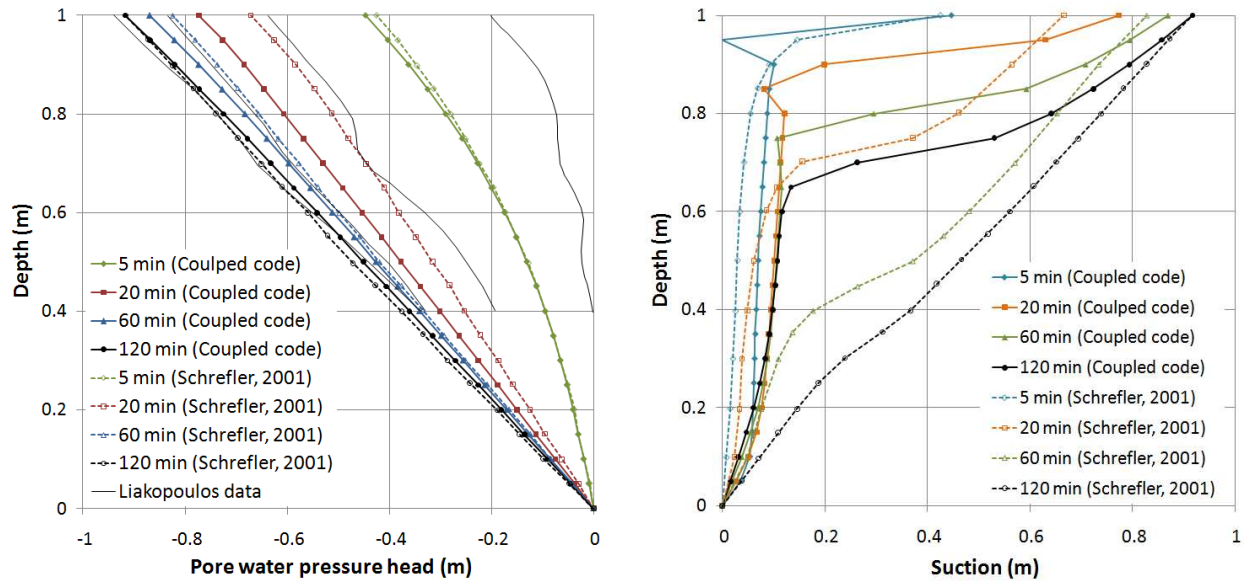 1
0.8
0.6
0.4
0.2
0
-1
-0.8
-0.6
-0.4
-0.2
0
Depth (m)
Pore water pressure head (m)
5 min (Coulped code)
20 min (Coupled code)
60 min (Coupled code)
120 min (Coupled code)
5 min (Schrefler, 2001)
20 min (Schrefler, 2001)
60 min (Schrefler, 2001)
120 min (Schrefler, 2001)
Liakopoulos data
1
0.8
0.6
0.4
0.2
0
0
0.2
0.4
0.6
0.8
1
Depth (m)
Suction (m)
5 min (Coupled code)
20 min (Coulped code)
60 min (Coupled code)
120 min (Coupled code)
5 min (Schrefler, 2001)
20 min (Schrefler, 2001)
60 min (Schrefler, 2001)
120 min (Schrefler, 2001)